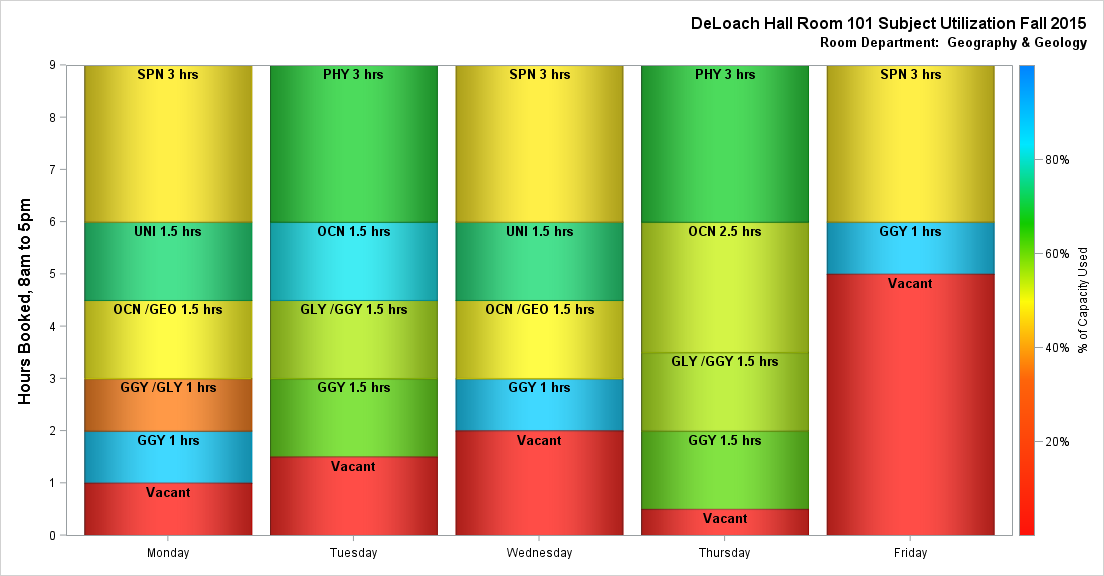 DeLoach Hall Room 101 Subject Utilization Fall 2015
Room Department:  Geography & Geology
Hours Booked, 8am to 5pm
9
8
7
6
5
4
3
2
1
0
SPN 3 hrs
UNI 1.5 hrs
OCN /GEO 1.5 hrs
GGY /GLY 1 hrs
GGY 1 hrs
Vacant
Monday
PHY 3 hrs
OCN 1.5 hrs
GLY /GGY 1.5 hrs
GGY 1.5 hrs
Vacant
Tuesday
SPN 3 hrs
UNI 1.5 hrs
OCN /GEO 1.5 hrs
GGY 1 hrs
Vacant
Wednesday
PHY 3 hrs
OCN 2.5 hrs
GLY /GGY 1.5 hrs
GGY 1.5 hrs
Vacant
Thursday
SPN 3 hrs
GGY 1 hrs
Vacant
Friday
80%
60%
40%
20%
% of Capacity Used